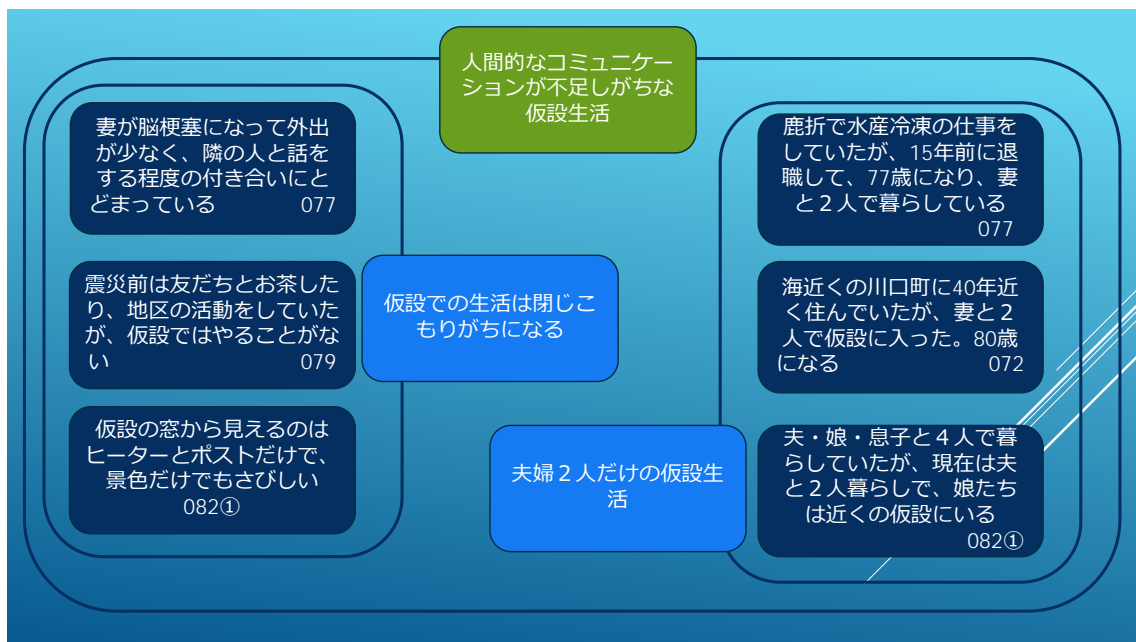 人間的なコミュニケー
ションが不足しがちな
仮設生活
妻が脳梗塞になって外出
が少なく、隣の人と話を
する程度の付き合いにと
どまっている 077
震災前は友だちとお茶した
り、地区の活動をしていた
が、仮設ではやることがな
い 079
仮設の窓から見えるのは
ヒーターとポストだけで、
景色だけでもさびしい
082①
仮設での生活は閉じこ
もりがちになる
鹿折で水産冷凍の仕事を
していたが、15年前に退
職して、77歳になり、妻
と２人で暮らしている
077
海近くの川口町に40年近
く住んでいたが、妻と２
人で仮設に入った。80歳
になる 072
夫・娘・息子と４人で暮
らしていたが、現在は夫
と２人暮らしで、娘たち
は近くの仮設にいる
082①
夫婦２人だけの仮設生
活